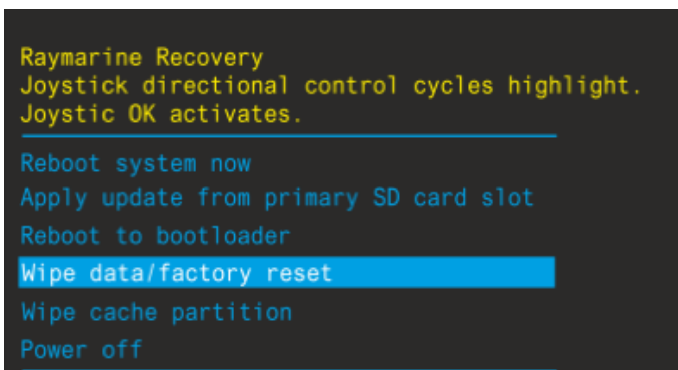 Raymarine Recovery
Joystick directional control cycles highlight.
Joystic OK activates.
Reboot system now
Apply update from primary SD card slot
Reboot to bootloader
Wipe data/factory reset
Wipe cache partition
Power off